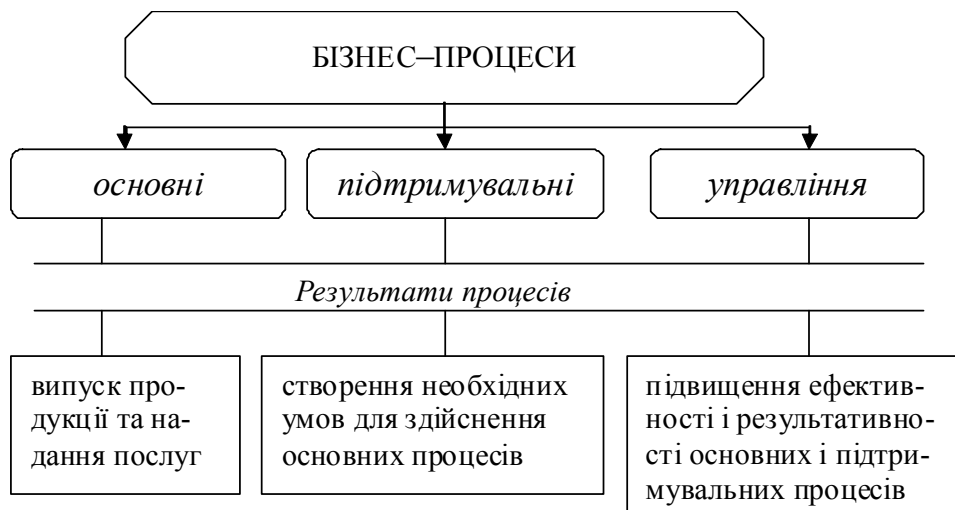 БІЗНЕС–ПРОЦЕСИ
основні
підтримувальні
управління
Результати процесів
випуск про-
дукції та на-
дання послуг
створення необхідних
умов для здійснення
основних процесів
підвищення ефектив-
ності і результативно-
сті основних і підтри-
мувальних процесів